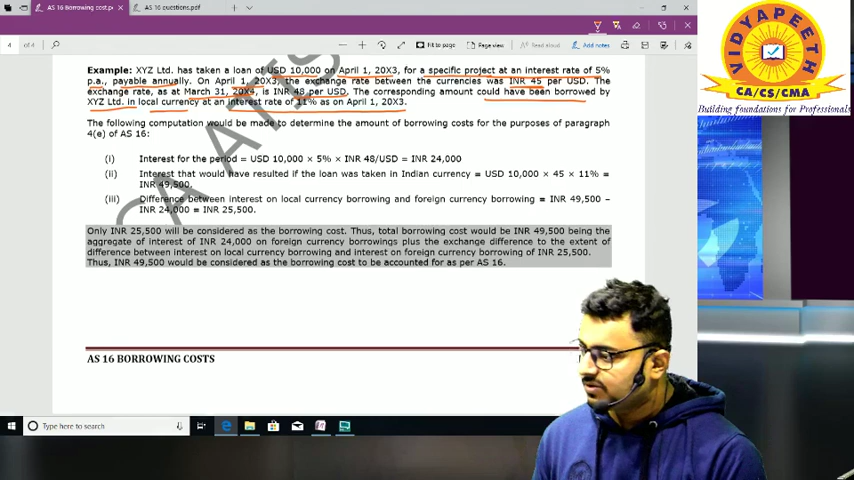 AS 16 Borrowing cost.p
AS 16 questions.pdf
4 of 4
Fit to page
Page view
Read aloud
Add notes
Example: XYZ Ltd. has taken a loan of USD 10,000 on April 1, 20X3, for a specific project at an interest rate of 5%
p.a., payable annually. On April 1, 20X3, the exchange rate between the currencies was INR 45 per USD. The
exchange rate, as at March 31, 20X4, is INR 48 per USD. The corresponding amount could have been borrowed by
XYZ Ltd. in local currency at an interest rate of 11% as on April 1, 20X3.
The following computation would be made to determine the amount of borrowing costs for the purposes of paragraph
4(e) of AS 16:
(i) Interest for the period = USD 10,000 × 5% × INR 48/USD = INR 24,000
(ii) Interest that would have resulted if the loan was taken in Indian currency = USD 10,000 × 45 × 11% =
INR 49,500.
(iii) Difference between interest on local currency borrowing and foreign currency borrowing = INR 49,500 –
INR 24,000 = INR 25,500.
Only INR 25,500 will be considered as the borrowing cost. Thus, total borrowing cost would be INR 49,500 being the
aggregate of interest of INR 24,000 on foreign currency borrowings plus the exchange difference to the extent of
difference between interest on local currency borrowing and interest on foreign currency borrowing of INR 25,500.
Thus, INR 49,500 would be considered as the borrowing cost to be accounted for as per AS 16.
AS 16 BORROWING COSTS
Type here to search
VIDYAPEETH
CA/CS/CMA
Building foundations for Professionals